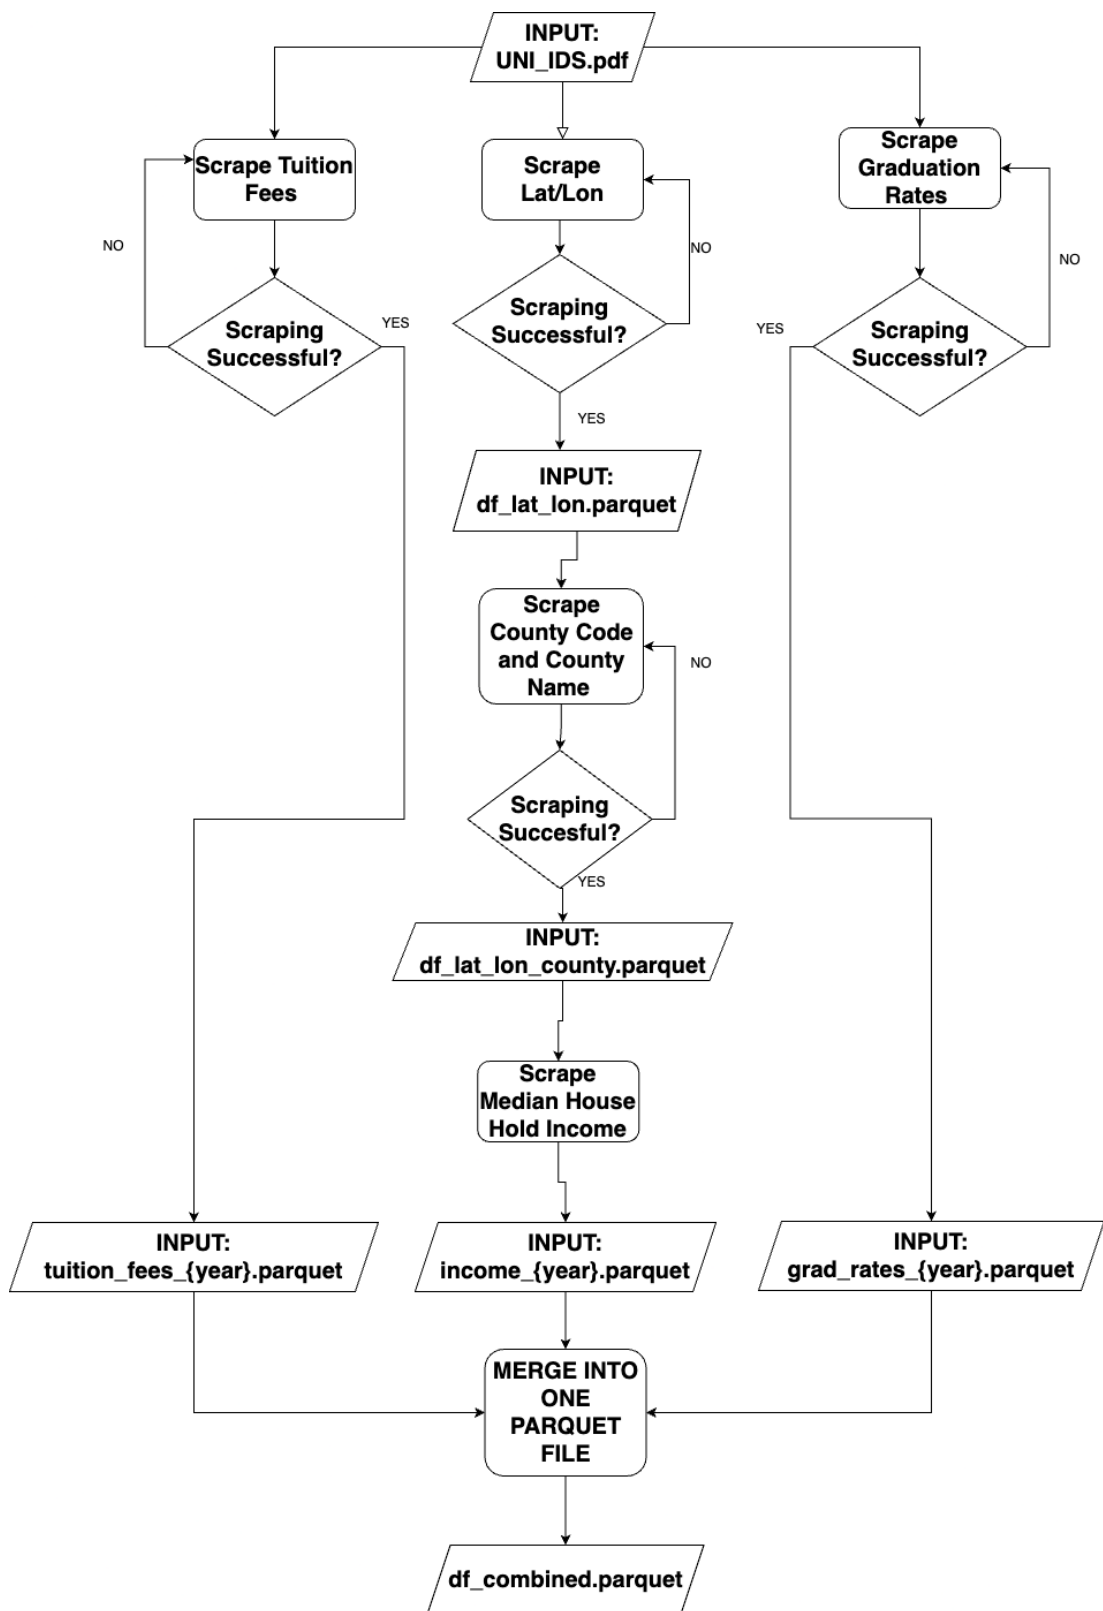 INPUT:
UNI_IDS.pdf
Scrape Tuition
Fees
Scrape
Lat/Lon
Scrape
Graduation
Rates
NO
NO
NO
Scraping
Successful?
YES
Scraping
Successful?
YES
YES
Scraping
Successful?
INPUT:
df_lat_lon.parquet
Scrape
County Code
and County
Name
NO
Scraping
Succesful?
YES
INPUT:
df_lat_lon_county.parquet
Scrape
Median House
Hold Income
INPUT:
tuition_fees_{year}.parquet
INPUT:
income_{year}.parquet
INPUT:
grad_rates_{year}.parquet
MERGE INTO
ONE
PARQUET
FILE
df_combined.parquet